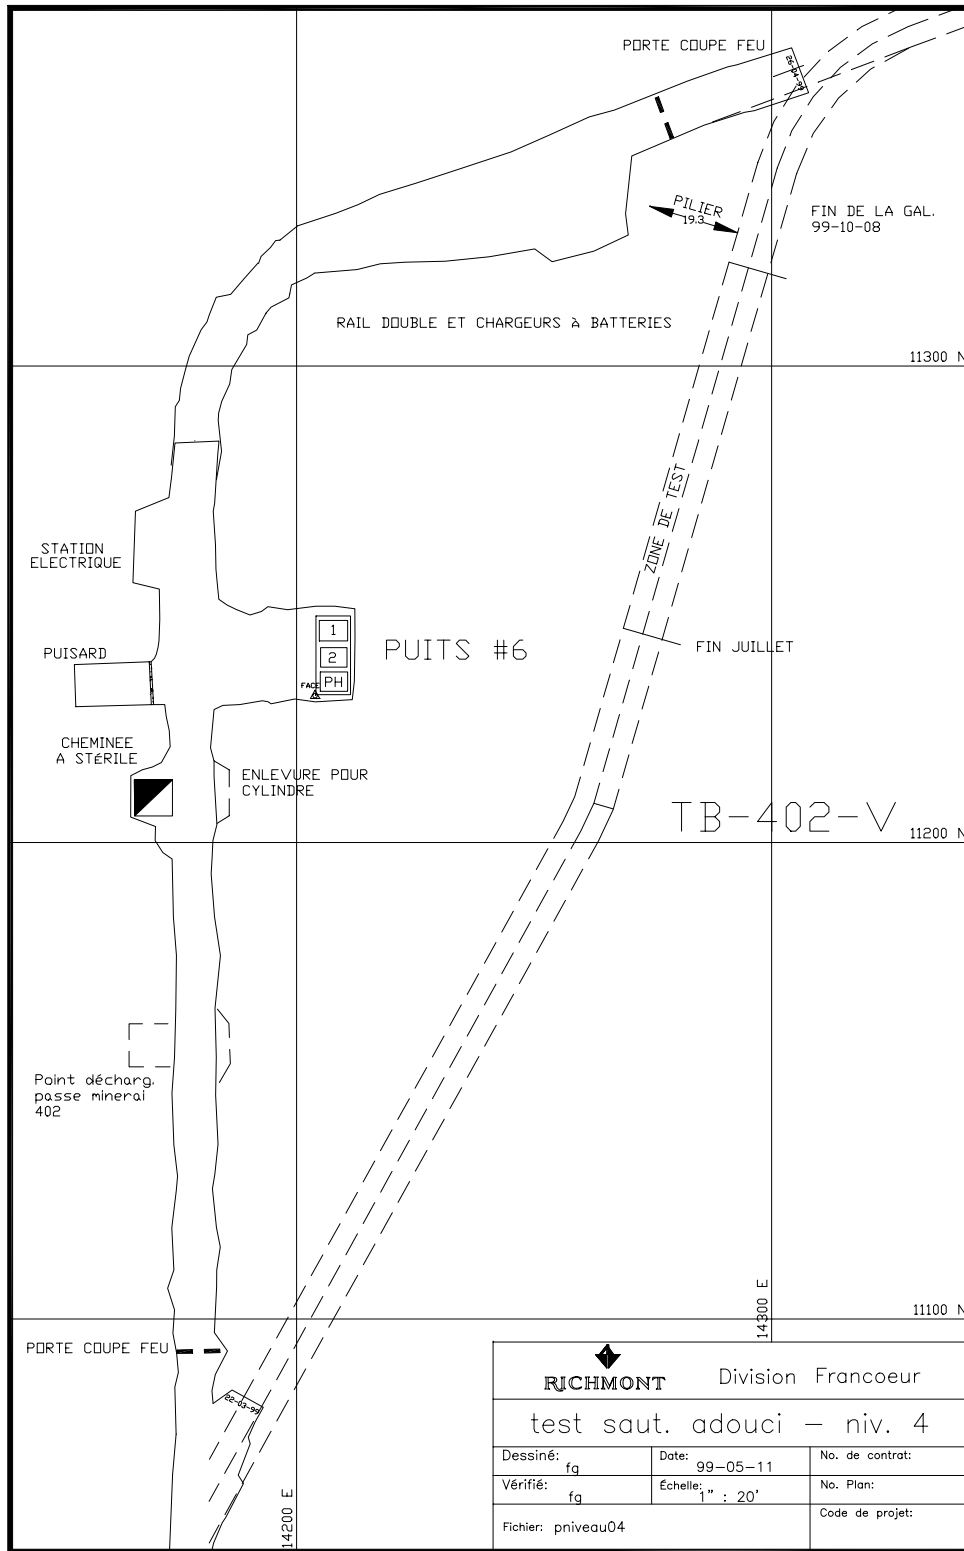 PORTE COUPE FEU
26-04-99
PILIER
19.3
FIN DE LA GAL.
99-10-08
RAIL DOUBLE ET CHARGEURS à BATTERIES
11300 N
ZONE DE TEST
STATION
ELECTRIQUE
1
2
PH
FACE
PUITS #6
PUISARD
FIN JUILLET
CHEMINEE
A STéRILE
ENLEVURE POUR
CYLINDRE
TB-402-V
11200 N
Point décharg.
passe minerai
402
14300 E
11100 N
PORTE COUPE FEU
22-03-99
14200 E
RICHMONT
Division Francoeur
test saut. adouci - niv. 4
Dessiné: fg
Date: 99-05-11
No. de contrat:
Vérifié: fg
Échelle: 1" : 20'
No. Plan:
Fichier: pniveau04
Code de projet: